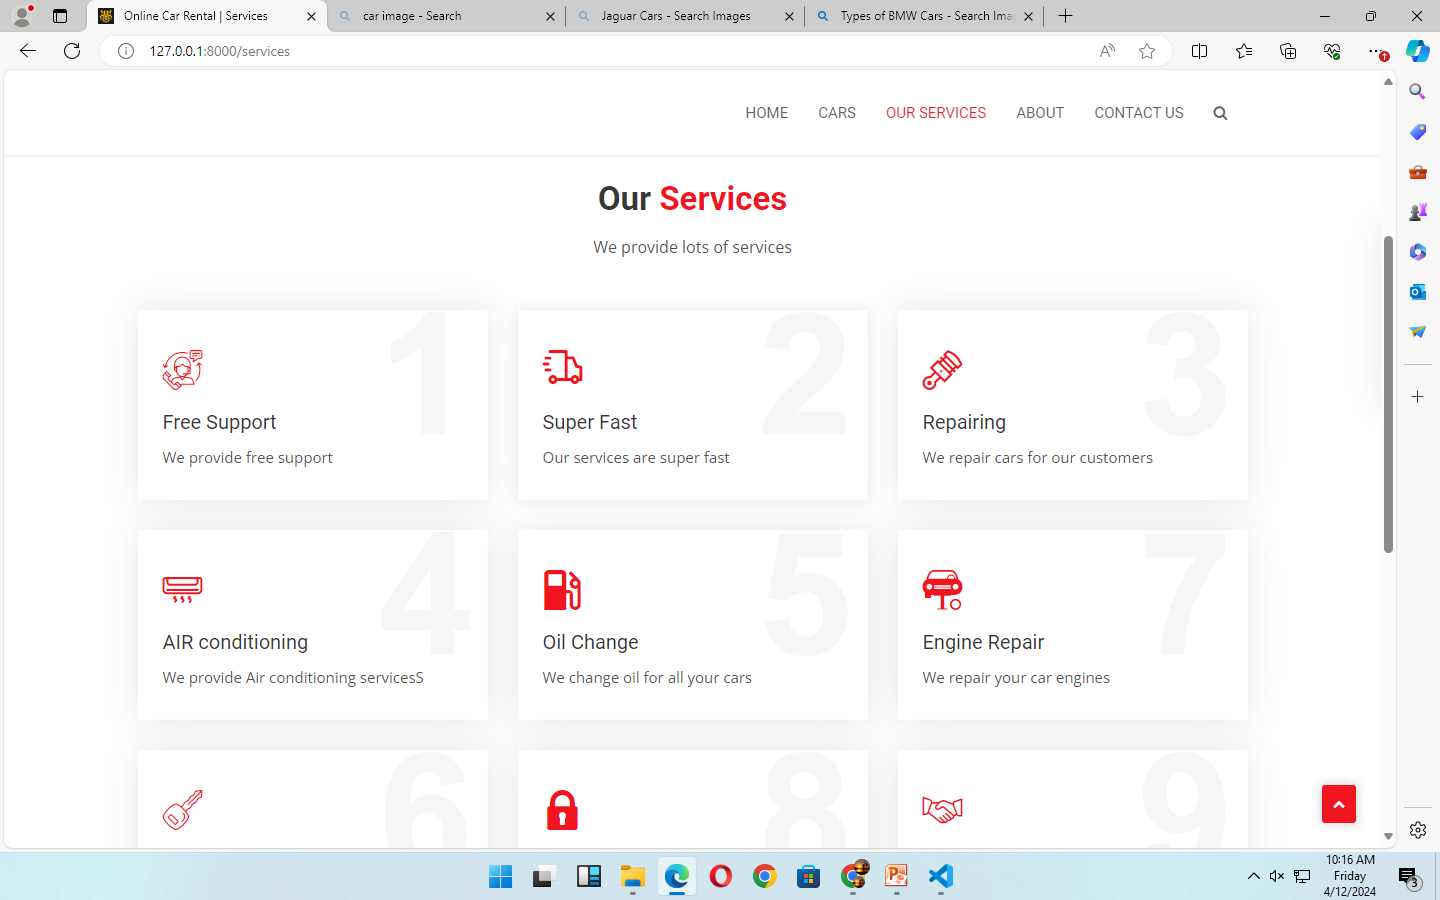 Online Car Rental | Services
car image - Search
Jaguar Cars - Search Images
Types of BMW Cars - Search Ima
127.0.0.1:8000/services
HOME CARS OUR SERVICES ABOUT CONTACT US
Our Services
We provide lots of services
1
Free Support
We provide free support
2
Super Fast
Our services are super fast
3
Repairing
We repair cars for our customers
4
AIR conditioning
We provide Air conditioning servicesS
5
Oil Change
We change oil for all your cars
7
Engine Repair
We repair your car engines
6
8
9
10:16 AM
Friday
4/12/2024
3